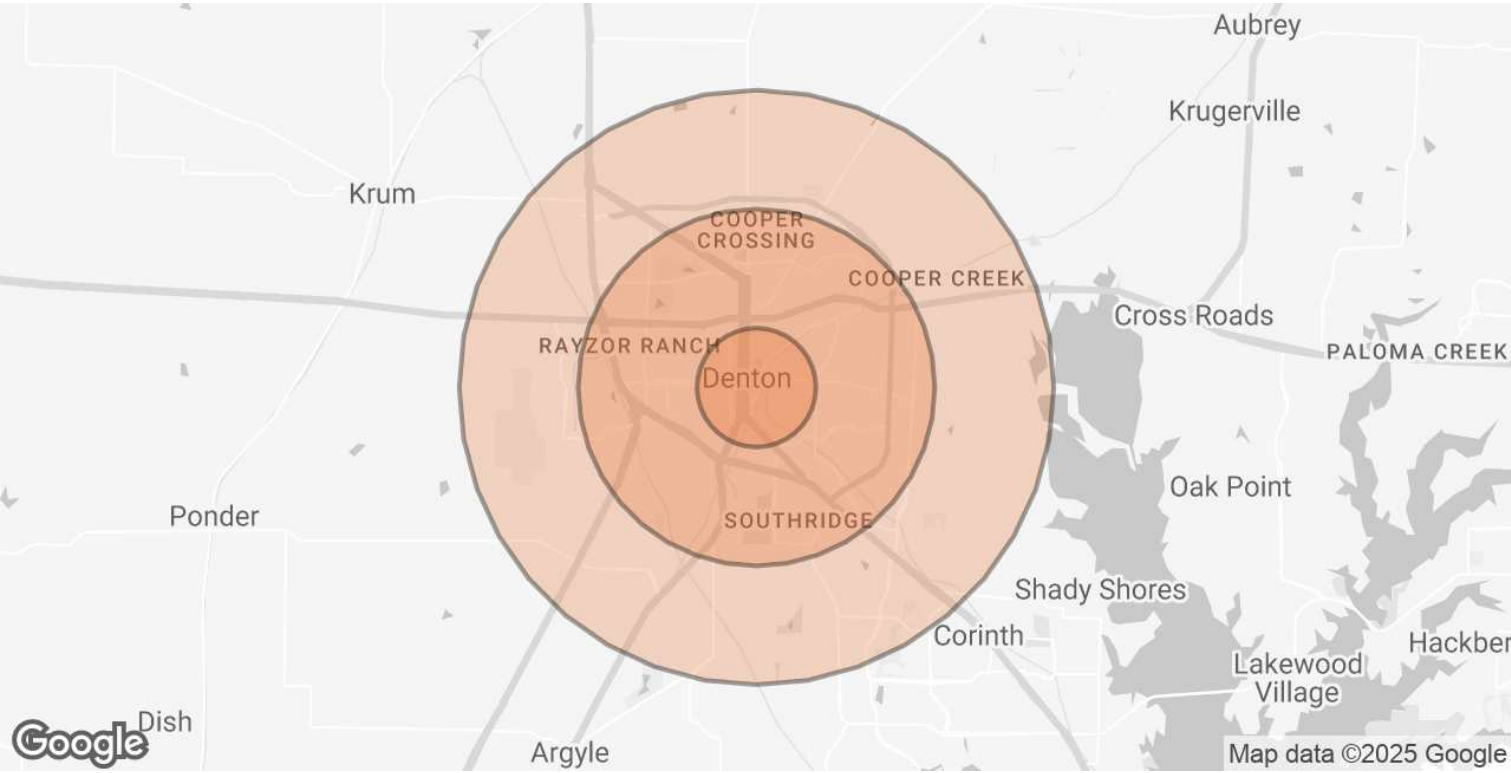 Aubrey
Krugerville
Krum
COOPER
CROSSING
COOPER CREEK
Cross Roads
RAYZOR RANCH
PALOMA CREEK
Denton
Oak Point
Ponder
SOUTHRIDGE
Shady Shores
Corinth
Hackber
Lakewood
Village
Dish
Google
Argyle
Map data ©2025 Google